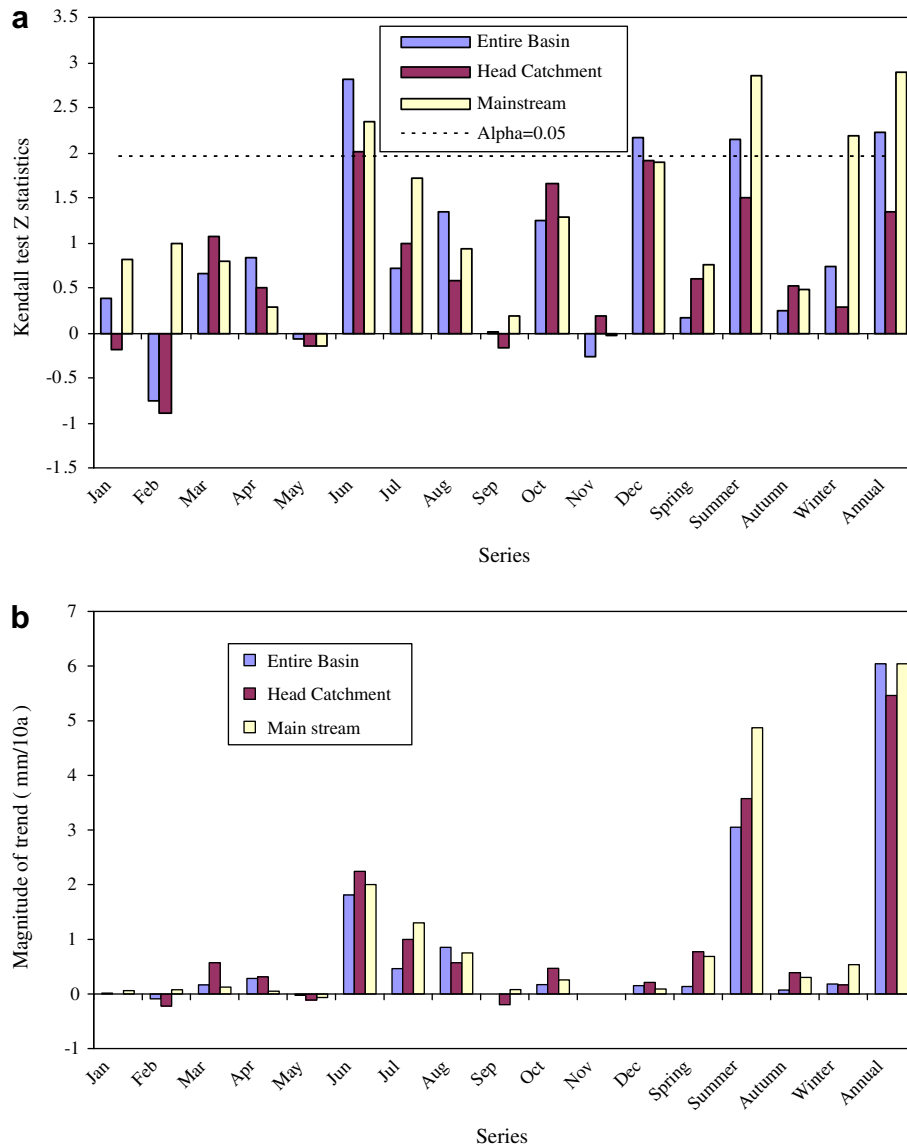 a
3.5
3
2.5
2
1.5
1
0.5
0
-0.5
-1
-1.5
Kendall test Z statistics
Entire Basin
Head Catchment
Mainstream
Alpha=0.05
Jan Feb Mar Apr May Jun Jul Aug Sep Oct Nov Dec Spring Summer Autumn Winter Annual
Series
b
7
6
5
4
3
2
1
0
-1
Magnitude of trend ( mm/10a )
Entire Basin
Head Catchment
Main stream
Jan Feb Mar Apr May Jun Jul Aug Sep Oct Nov Dec Spring Summer Autumn Winter Annual
Series